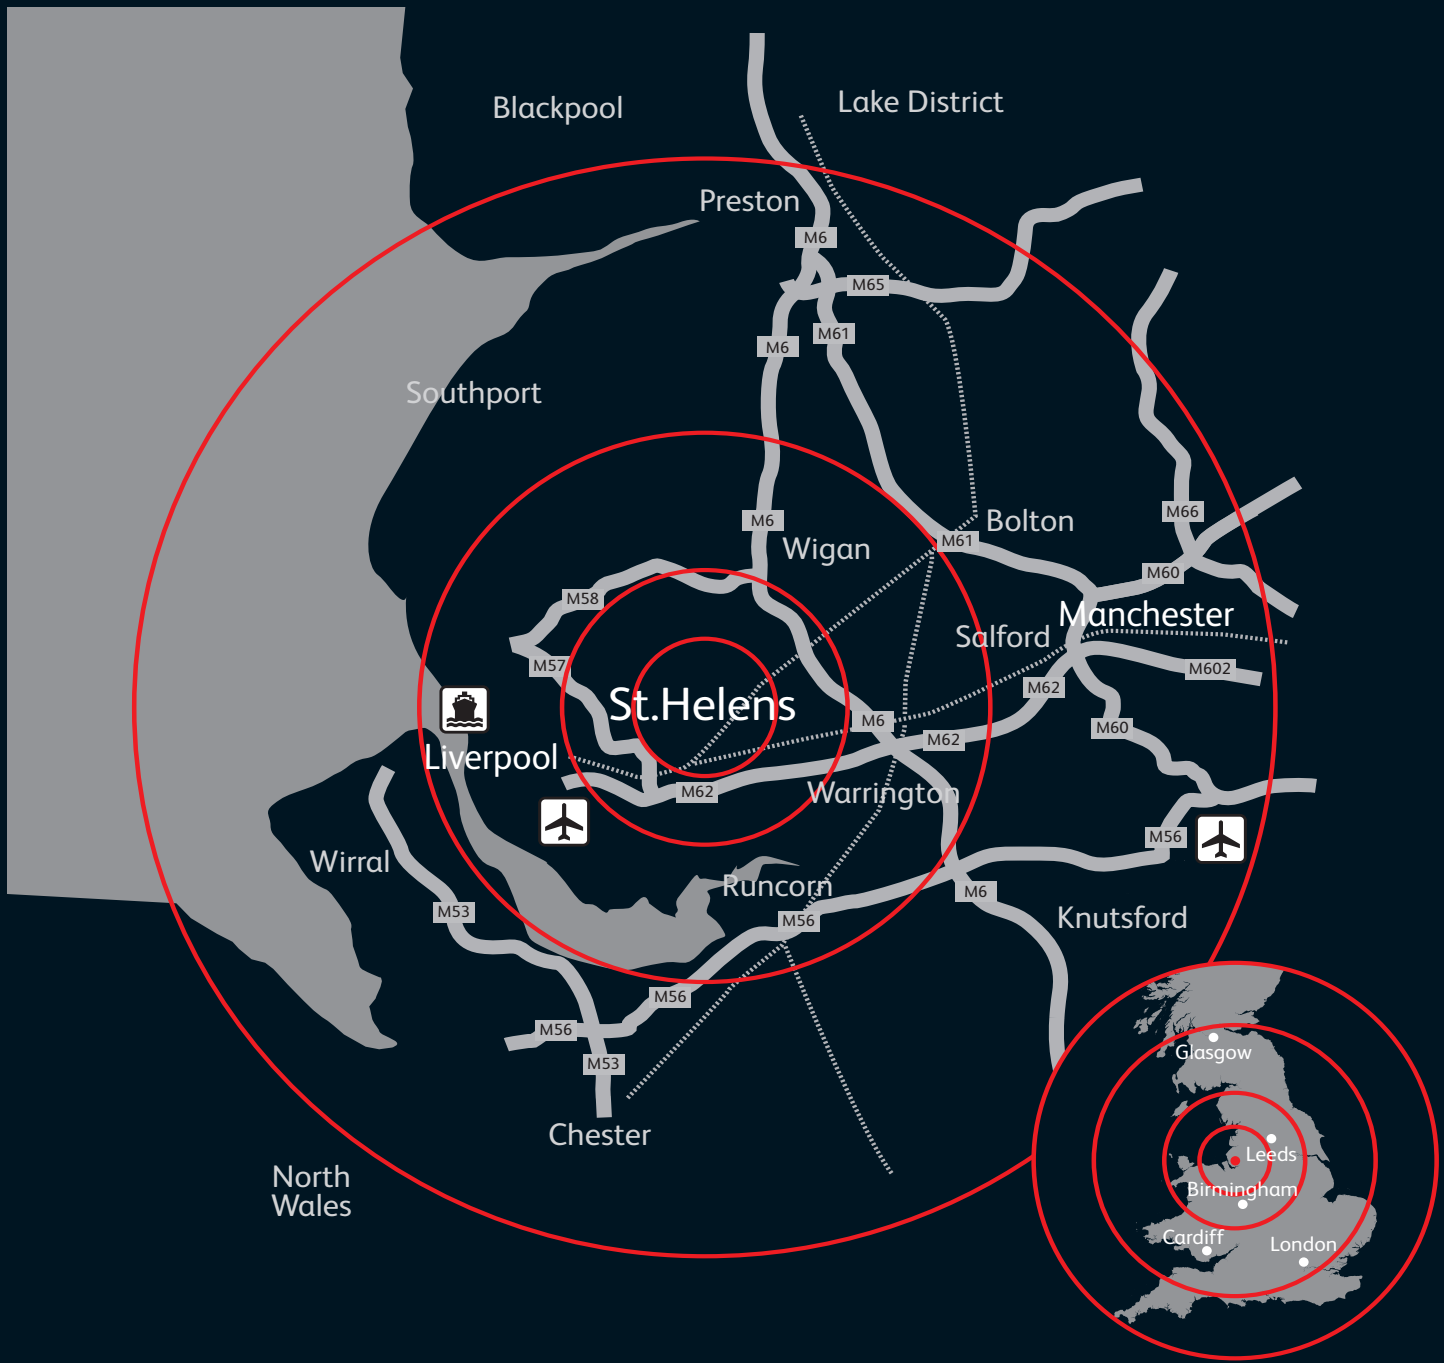 Lake District
Blackpool
Preston
M6
M65
M61
M6
Southport
M66
M6
Bolton
M61
Wigan
M60
M58
Manchester
Salford
M57
M602
M62
St.Helens
M6
M60
M62
Liverpool
M62
Warrington
M56
Wirral
Runcorn
M6
M53
M56
Knutsford
M56
M56
M53
Chester
North
Wales
Glasgow
Leeds
Birmingham
Cardiff
London